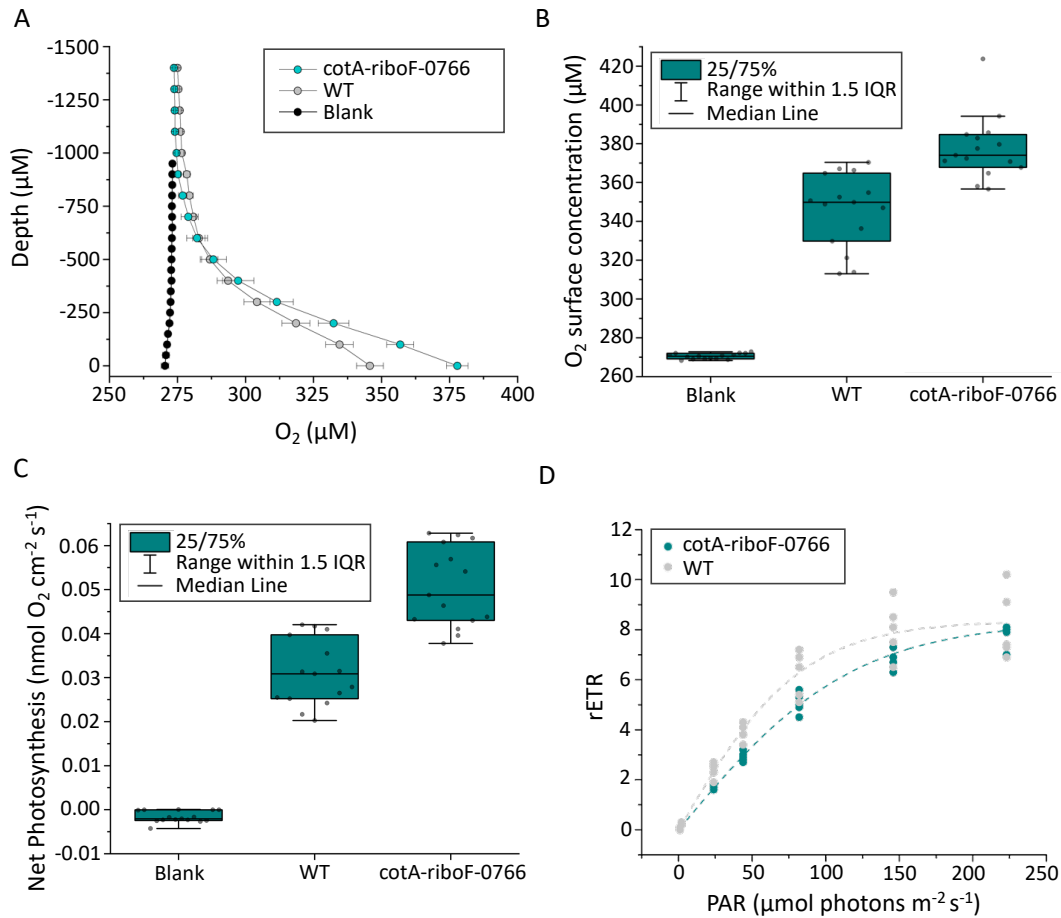 A
Depth (µM)
-1500
-1250
-1000
-750
-500
-250
0
250
275
300
325
350
375
400
O₂ (µM)
cotA-riboF-0766
WT
Blank
B
O₂ surface concentration (µM)
420
400
380
360
340
320
300
280
260
25/75%
Range within 1.5 IQR
Median Line
Blank
WT
cotA-riboF-0766
C
Net Photosynthesis (nmol O₂ cm⁻² s⁻¹)
0.06
0.05
0.04
0.03
0.02
0.01
0.00
-0.01
25/75%
Range within 1.5 IQR
Median Line
Blank
WT
cotA-riboF-0766
D
rETR
12
10
8
6
4
2
0
cotA-riboF-0766
WT
0
50
100
150
200
250
PAR (µmol photons m⁻² s⁻¹)